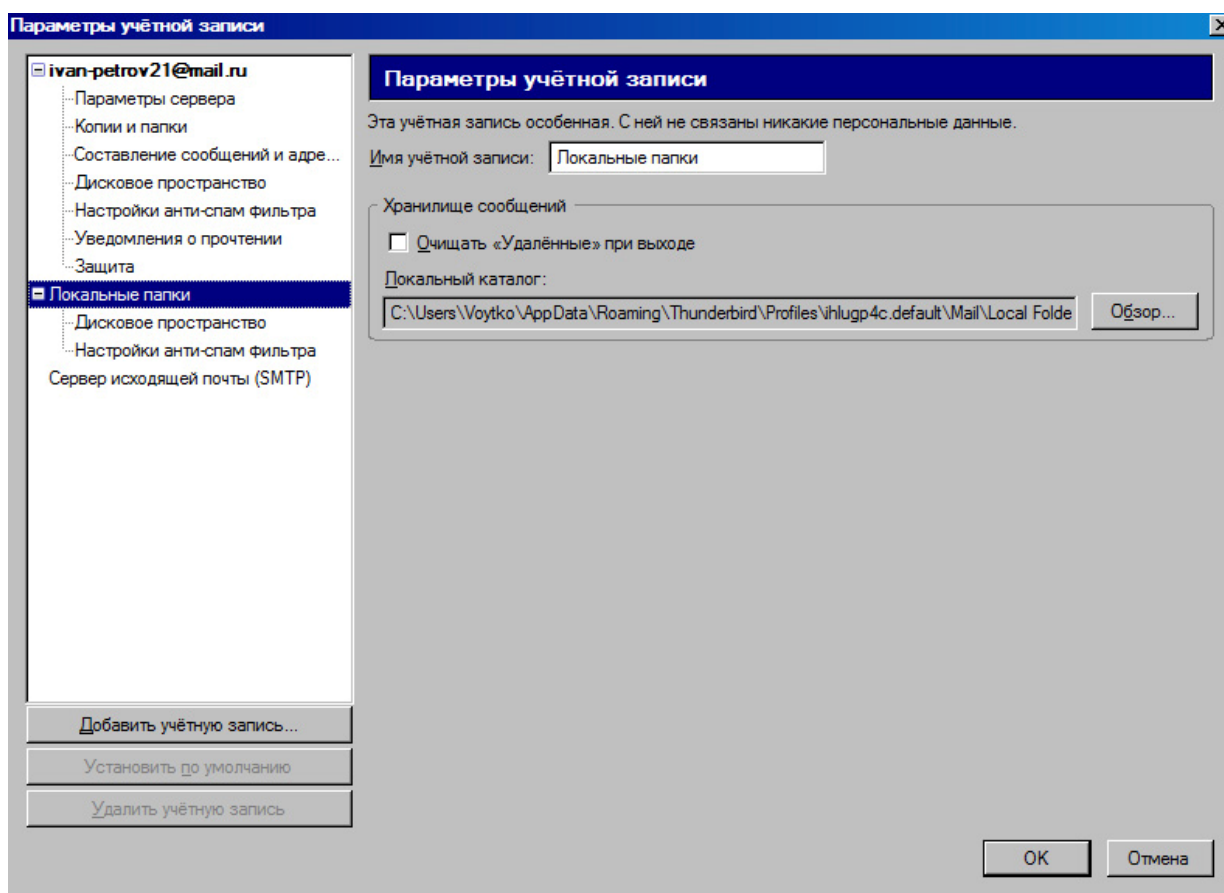 Параметры учётной записи
ivan-petrov21@mail.ru
Параметры сервера
Копии и папки
Составление сообщений и адре...
Дисковое пространство
Настройки анти-спам фильтра
Уведомления о прочтении
Защита
Локальные папки
Дисковое пространство
Настройки анти-спам фильтра
Сервер исходящей почты (SMTP)
Добавить учётную запись...
Установить по умолчанию
Удалить учётную запись
Параметры учётной записи
Эта учётная запись особенная. С ней не связаны никакие персональные данные.
Имя учётной записи: Локальные папки
Хранилище сообщений
Очищать «Удалённые» при выходе
Локальный каталог:
C:\Users\Voytko\AppData\Roaming\Thunderbird\Profiles\ihlugp4c.default\Mail\Local Folde Обзор...
OK Отмена